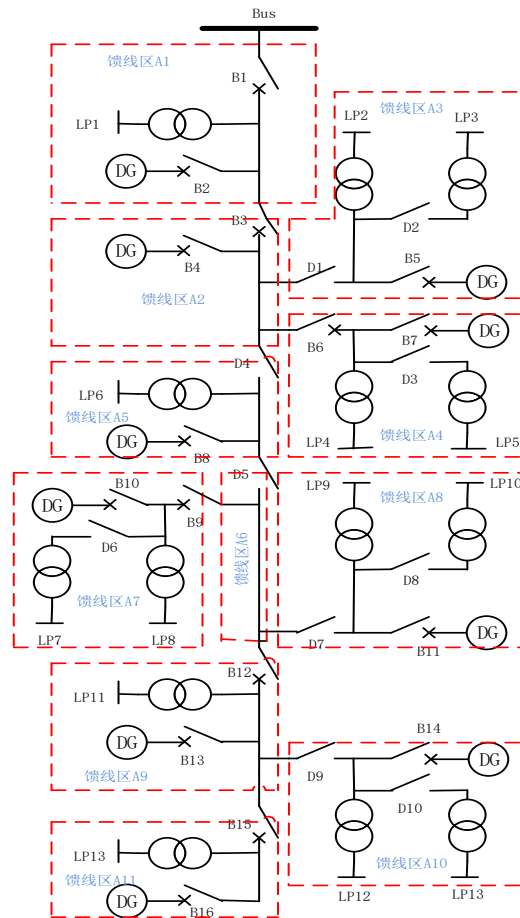 Bus
馈线区A1
B1
LP1
DG
B2
馈线区A3
LP2
LP3
D2
B5
DG
D1
B3
DG
B4
馈线区A2
B6
B7
DG
D3
LP4
馈线区A4
LP5
D4
LP6
馈线区A5
DG
B8
D5
B10
DG
B9
D6
馈线区A7
LP7
LP8
馈线区A6
LP9
馈线区A8
LP10
D8
D7
B11
DG
B12
LP11
DG
B13
馈线区A9
B14
D9
DG
D10
馈线区A10
LP12
LP13
B15
LP13
馈线区A11
DG
B16